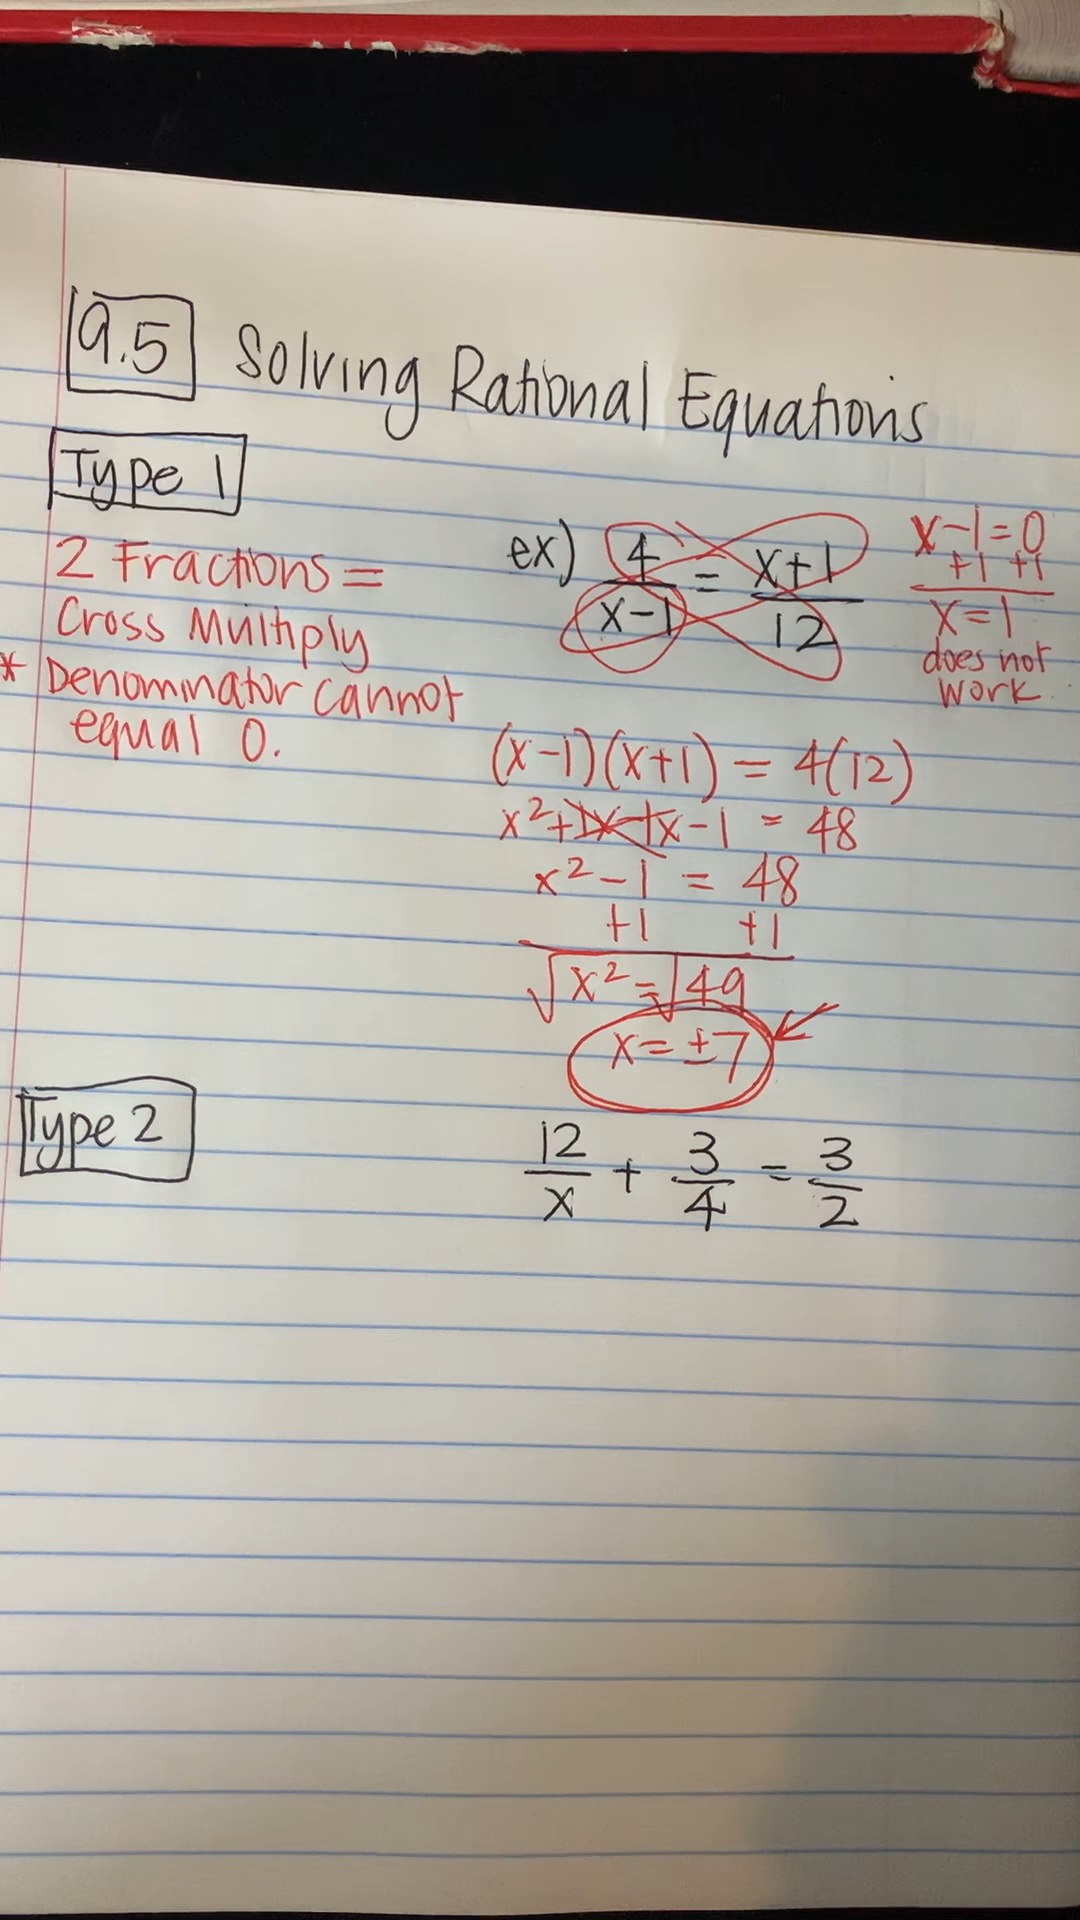 9.5 Solving Rational Equations
Type 1
2 Fractions =
Cross Multiply
* Denominator cannot
equal 0.
ex) 4/(x-1) = (x+1)/12
x-1=0
+1 +1
x=1
does not
work.
(x-1)(x+1) = 4(12)
x²+1x-1x-1 = 48
x²-1 = 48
+1 +1
√x² = √49
x = ±7
Type 2
12/x + 3/4 = 3/2